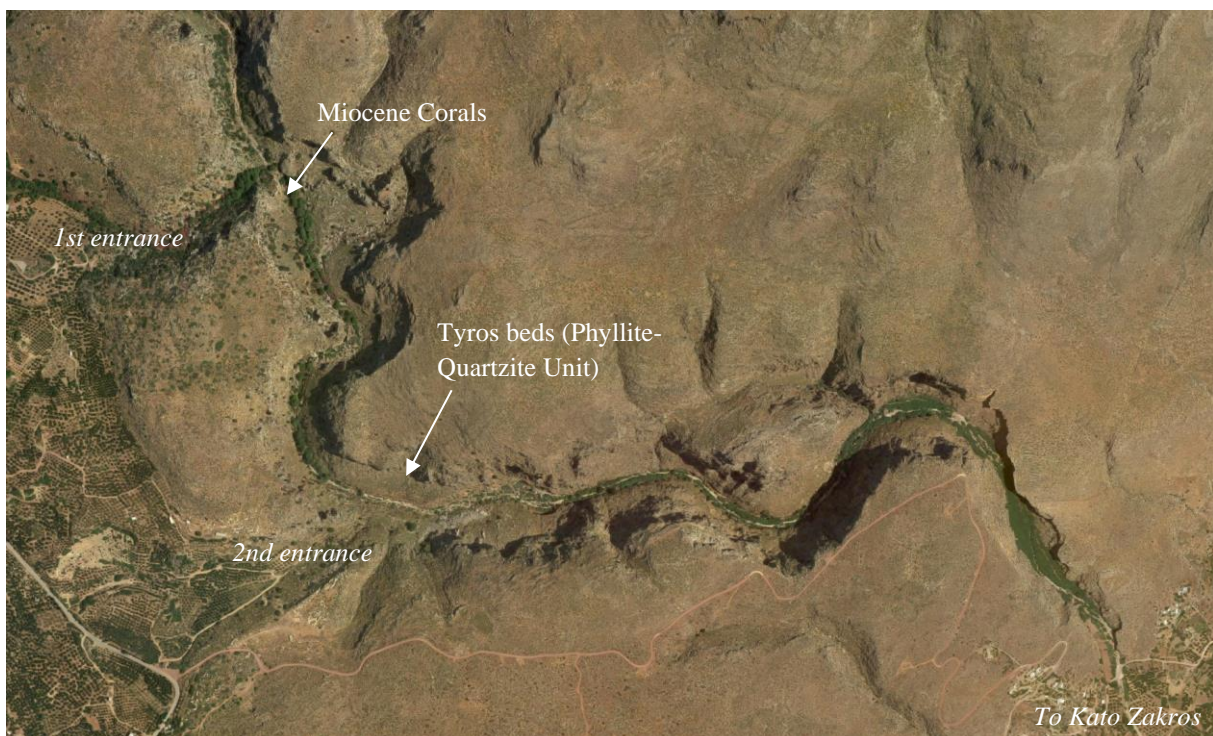 Miocene Corals
1st entrance
Tyros beds (Phyllite-
Quartzite Unit)
2nd entrance
To Kato Zakros